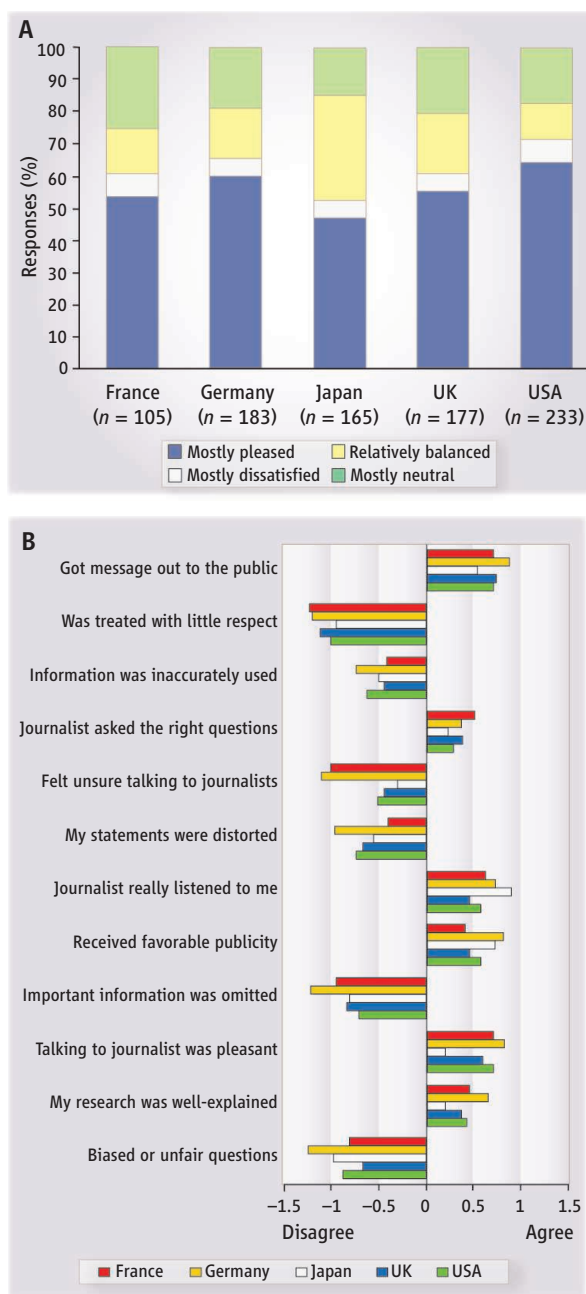 A
Responses (%)
100
90
80
70
60
50
40
30
20
10
0
France Germany Japan UK USA
(n = 105) (n = 183) (n = 165) (n = 177) (n = 233)
Mostly pleased Relatively balanced
Mostly dissatisfied Mostly neutral
B
Got message out to the public
Was treated with little respect
Information was inaccurately used
Journalist asked the right questions
Felt unsure talking to journalists
My statements were distorted
Journalist really listened to me
Received favorable publicity
Important information was omitted
Talking to journalist was pleasant
My research was well-explained
Biased or unfair questions
–1.5 –1 –0.5 0 0.5 1 1.5
Disagree Agree
France Germany Japan UK USA